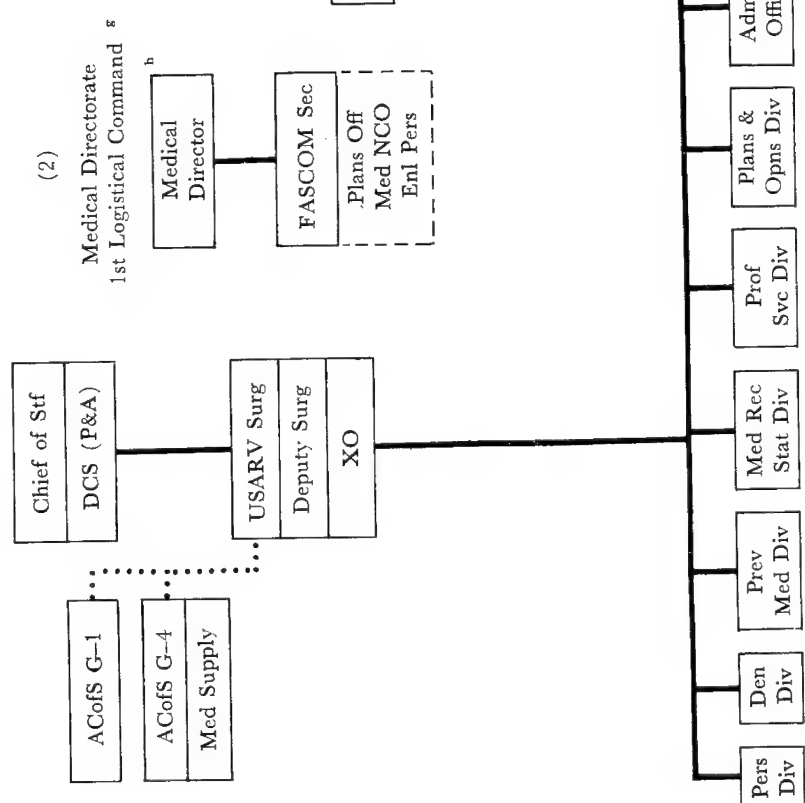 (2)
Medical Directorate
1st Logistical Command g
h
Medical
Director
FASCOM Sec
Plans Off
Med NCO
Enl Pers
Chief of Stf
DCS (P&A)
ACofS G–1
ACofS G–4
Med Supply
USARV Surg
Deputy Surg
XO
Pers
Div
Den
Div
Prev
Med Div
Med Rec
Stat Div
Prof
Svc Div
Plans &
Opns Div
Adm
Offi